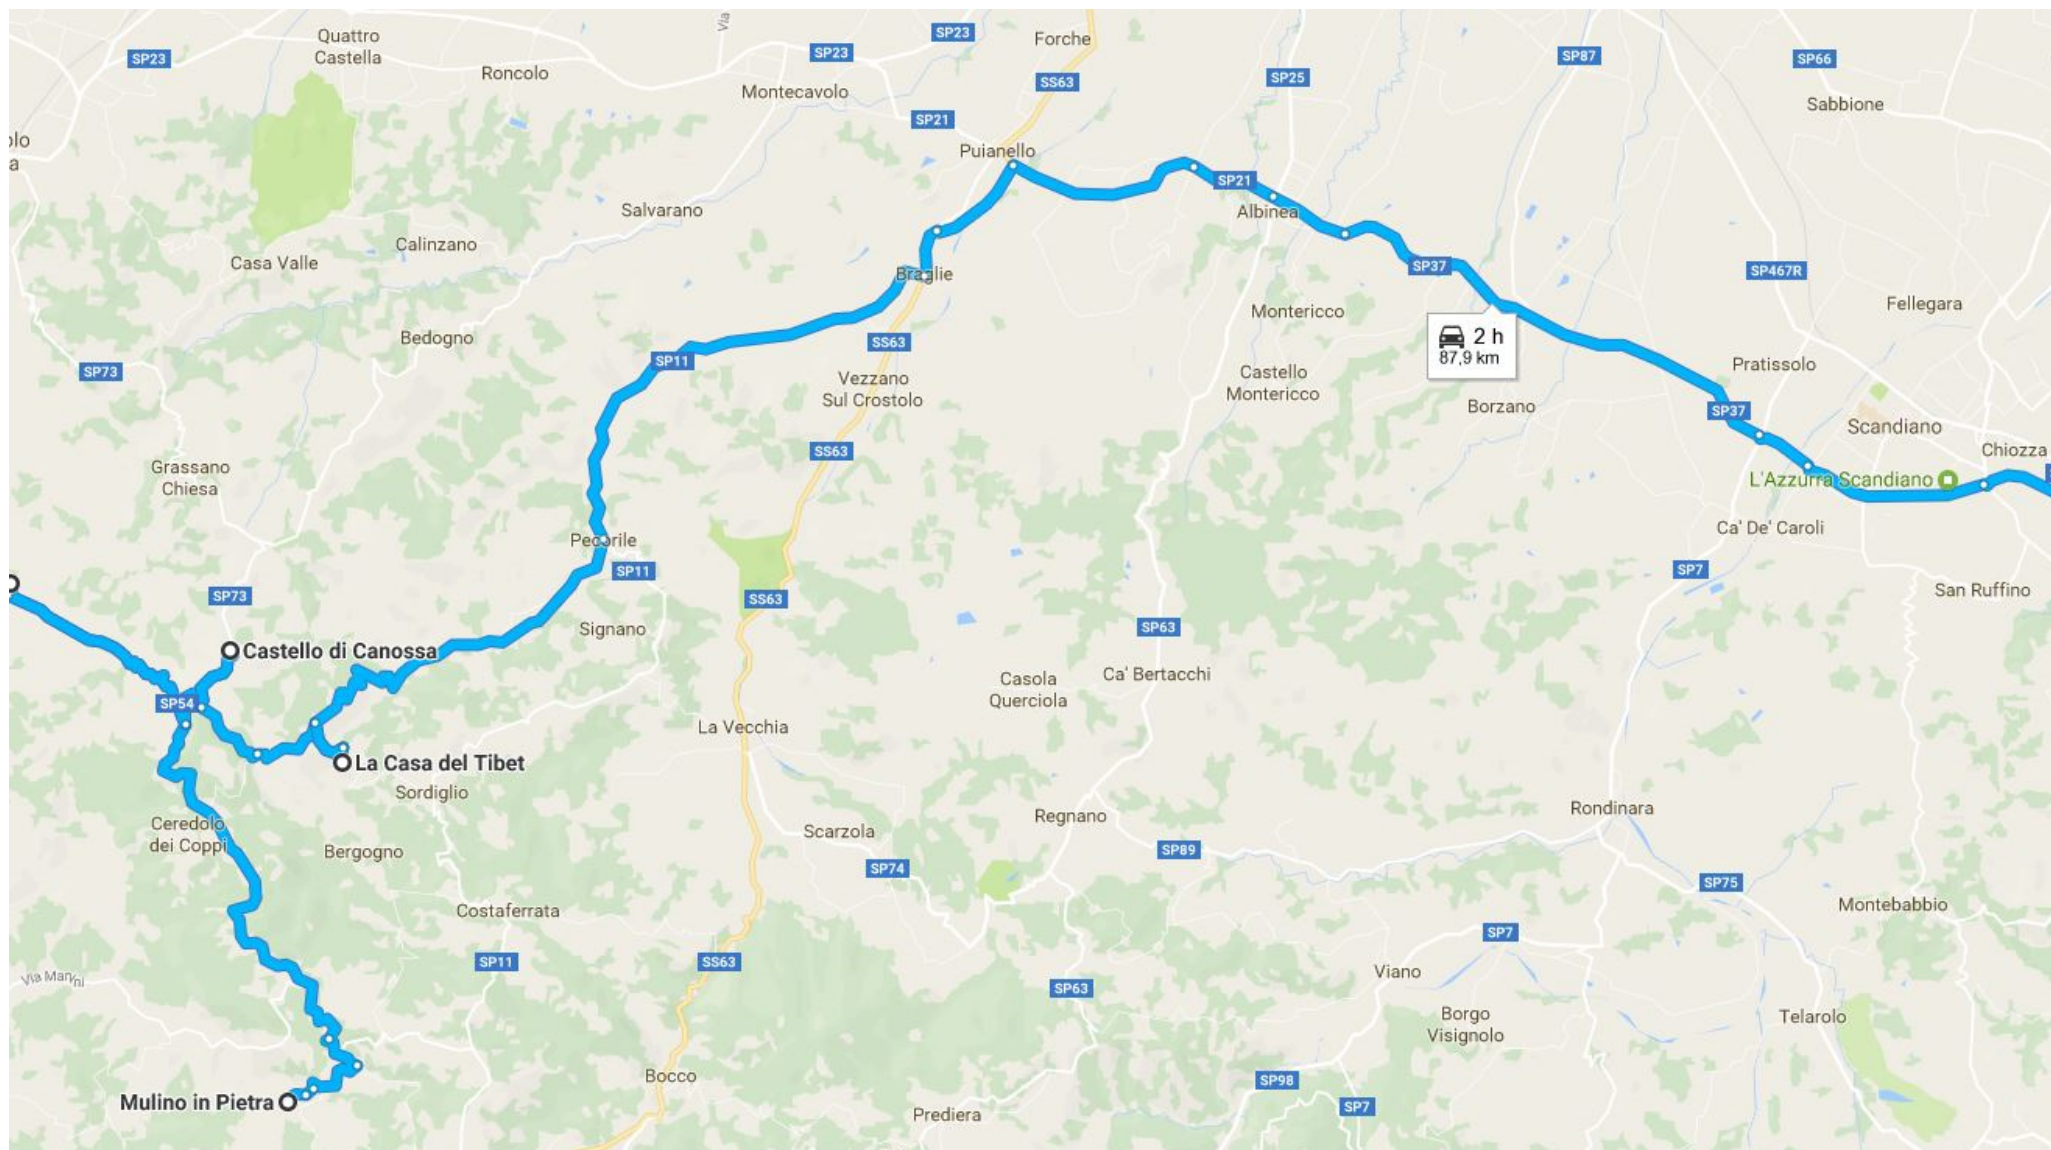 Quattro
Castella
SP23
Roncolo
SP23
SP23
Forche
Via
Montecavolo
SS63
SP25
SP87
SP66
Sabbione
SP21
Puianello
SP21
Albinea
Salvarano
Calinzano
Casa Valle
Braglie
SP37
SP467R
Fellegara
Montericco
2 h
87,9 km
Bedogno
SS63
SP11
SP73
Vezzano
Sul Crostolo
Castello
Montericco
Pratissolo
Borzano
SP37
Scandiano
Chiozza
SS63
Grassano
Chiesa
L'Azzurra Scandiano
Ca' De' Caroli
Pecorile
SP11
SP7
San Ruffino
SP73
SS63
Signano
SP63
Castello di Canossa
Casola
Querciola
Ca' Bertacchi
SP54
La Vecchia
La Casa del Tibet
Sordiglio
Ceredolo
dei Coppi
Bergogno
Scarzola
Regnano
Rondinara
SP74
SP89
SP75
Costaferrata
Montebabbio
SP7
SP11
SS63
Viano
Via Marini
SP63
Borgo
Visignolo
Telarolo
Bocco
SP98
Mulino in Pietra
Prediera
SP7